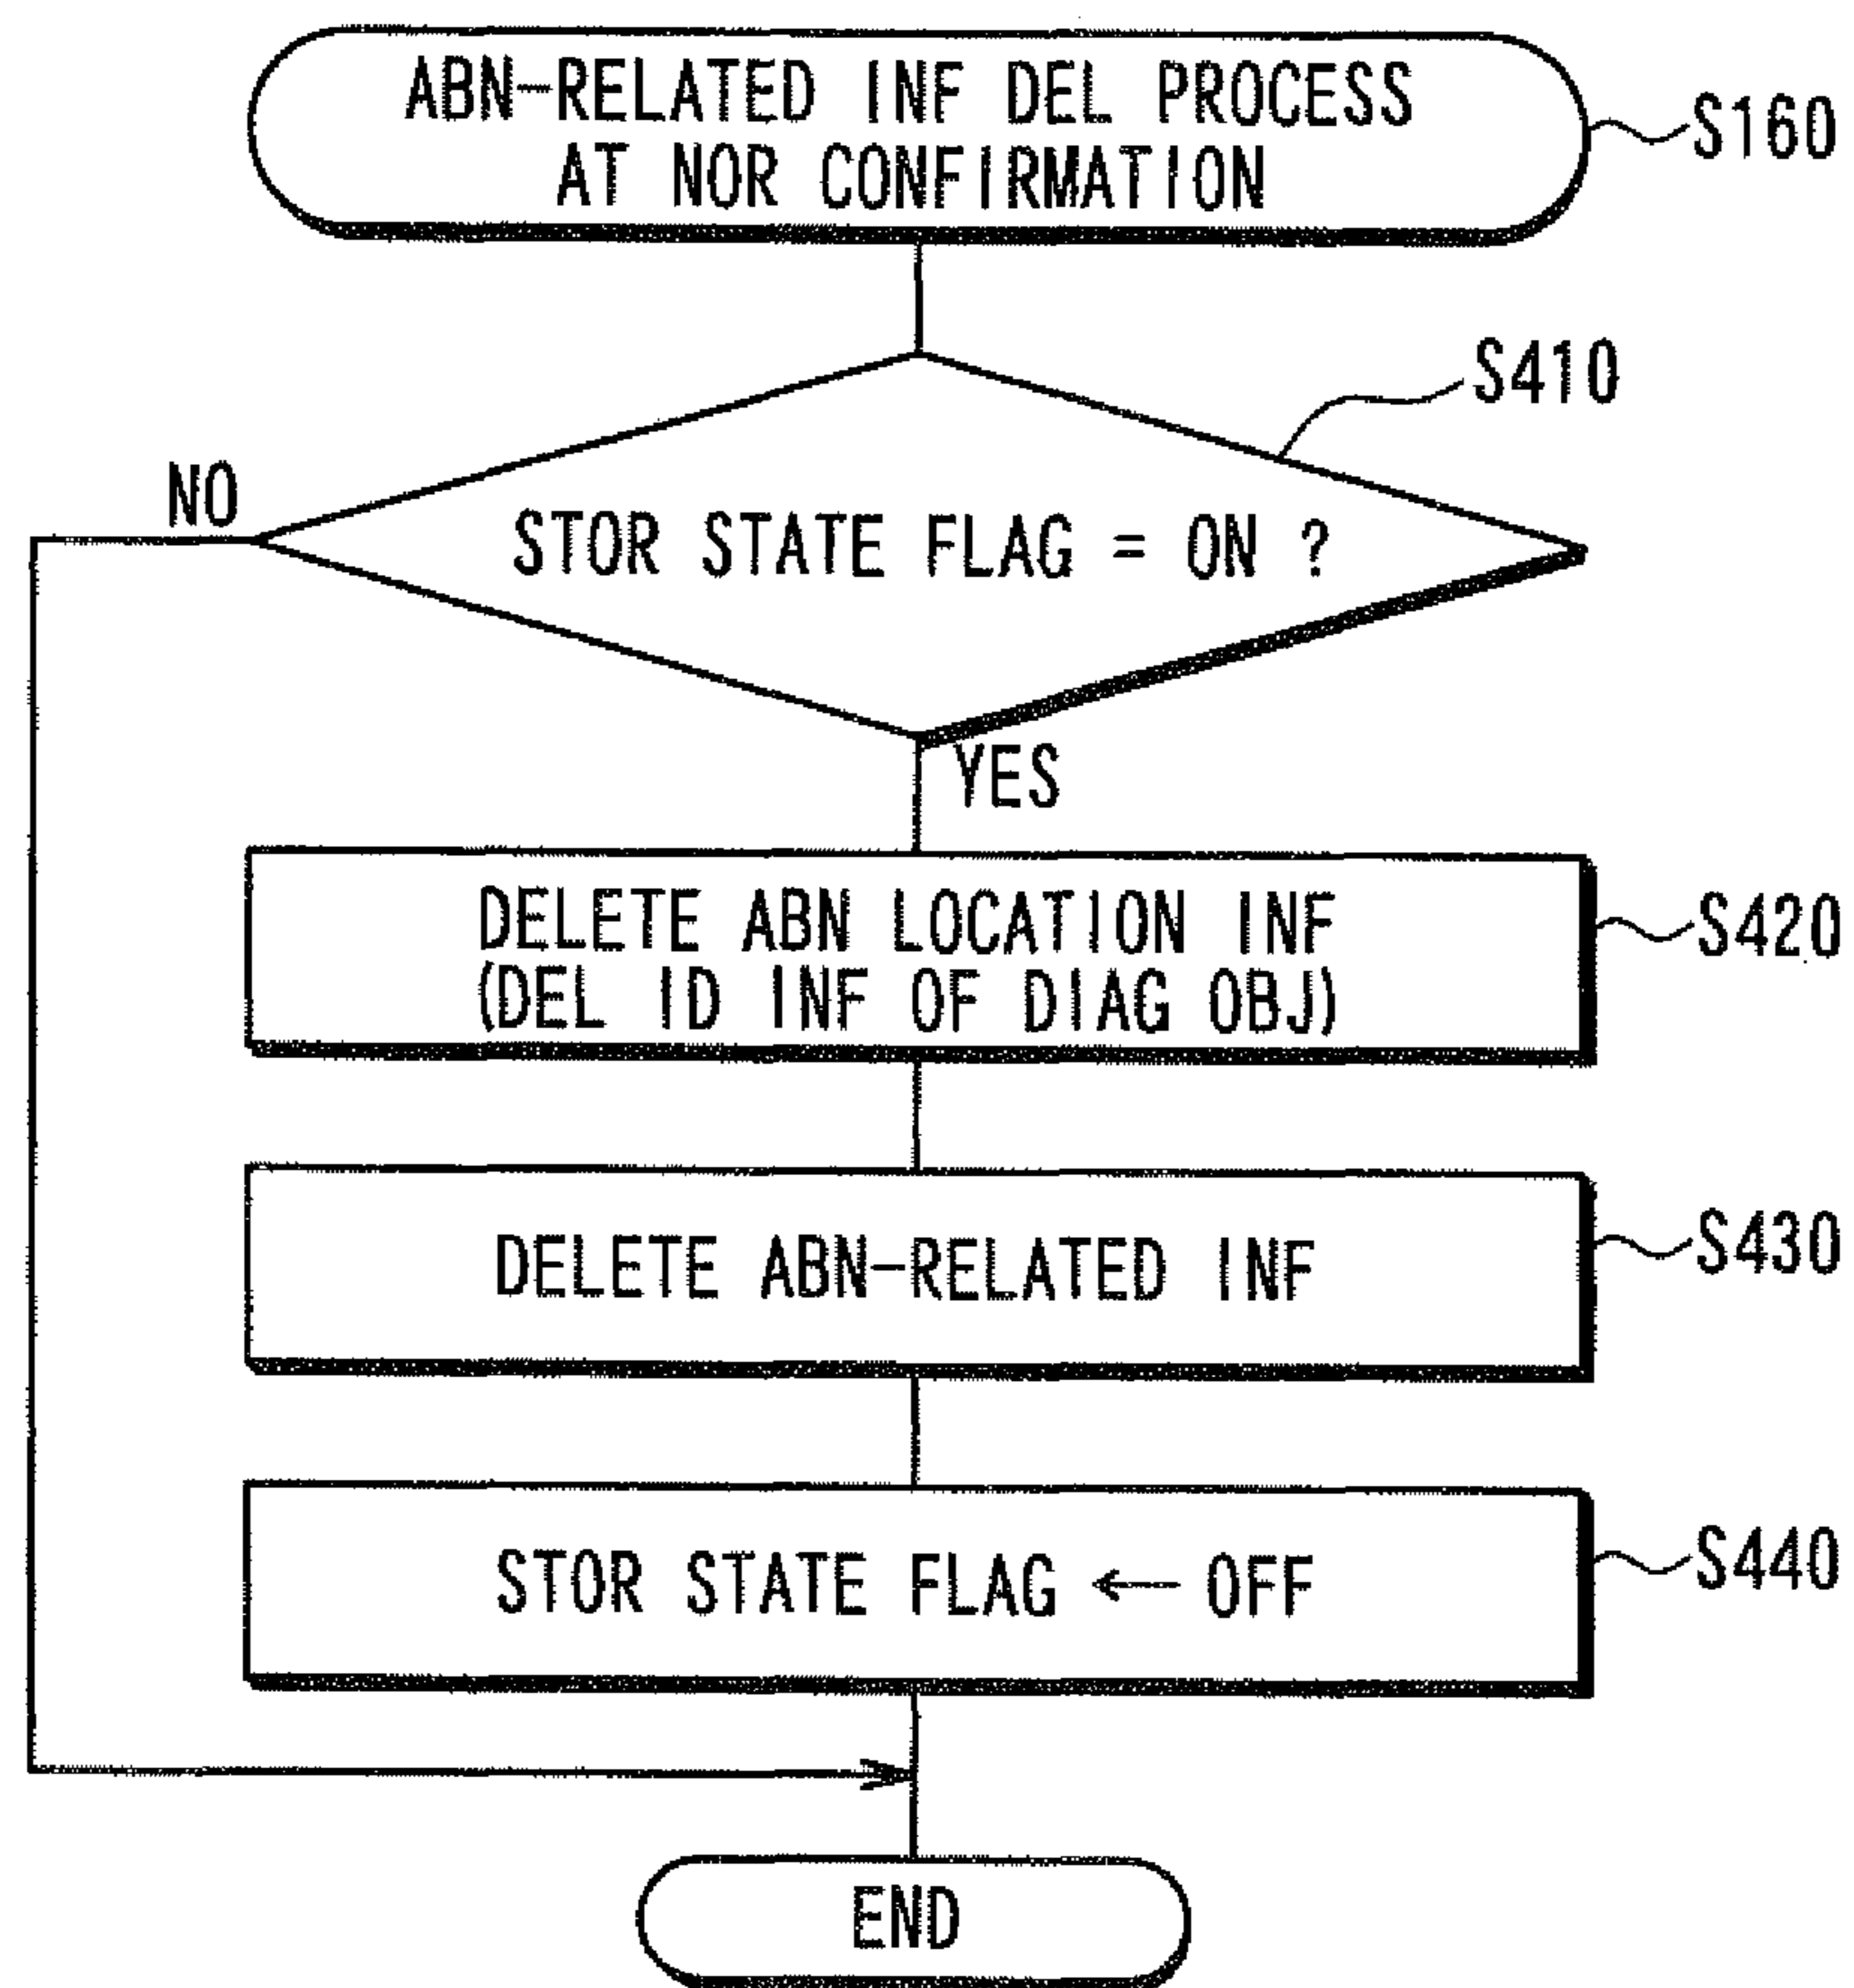 ABN-RELATED INF DEL PROCESS
AT NOR CONFIRMATION
S160
S410
NO
STOR STATE FLAG = ON ?
YES
DELETE ABN LOCATION INF
(DEL ID INF OF DIAG OBJ)
S420
DELETE ABN-RELATED INF
S430
STOR STATE FLAG ← OFF
S440
END